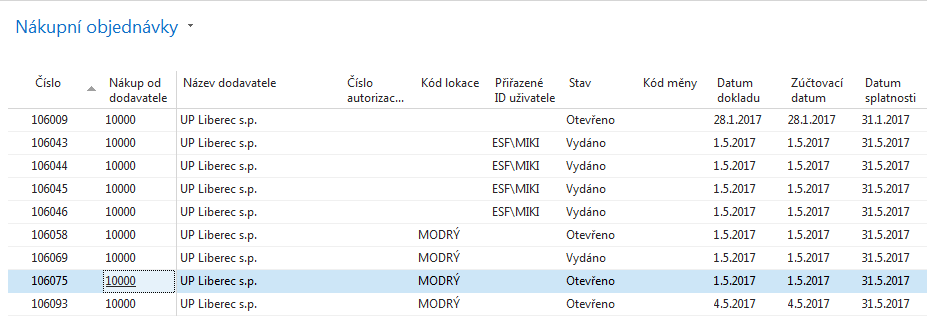 Nákupní objednávky
Číslo Nákup od dodavatele Název dodavatele Číslo autorizac... Kód lokace Přiřazené ID uživatele Stav Kód měny Datum dokladu Zúčtovací datum Datum splatnosti
106009 10000 UP Liberec s.p. Otevřeno 28.1.2017 28.1.2017 31.1.2017
106043 10000 UP Liberec s.p. ESF\MIKI Vydáno 1.5.2017 1.5.2017 31.5.2017
106044 10000 UP Liberec s.p. ESF\MIKI Vydáno 1.5.2017 1.5.2017 31.5.2017
106045 10000 UP Liberec s.p. ESF\MIKI Vydáno 1.5.2017 1.5.2017 31.5.2017
106046 10000 UP Liberec s.p. ESF\MIKI Vydáno 1.5.2017 1.5.2017 31.5.2017
106058 10000 UP Liberec s.p. MODRÝ Otevřeno 1.5.2017 1.5.2017 31.5.2017
106069 10000 UP Liberec s.p. MODRÝ Vydáno 1.5.2017 1.5.2017 31.5.2017
106075 10000 UP Liberec s.p. MODRÝ Otevřeno 1.5.2017 1.5.2017 31.5.2017
106093 10000 UP Liberec s.p. MODRÝ Otevřeno 4.5.2017 4.5.2017 31.5.2017